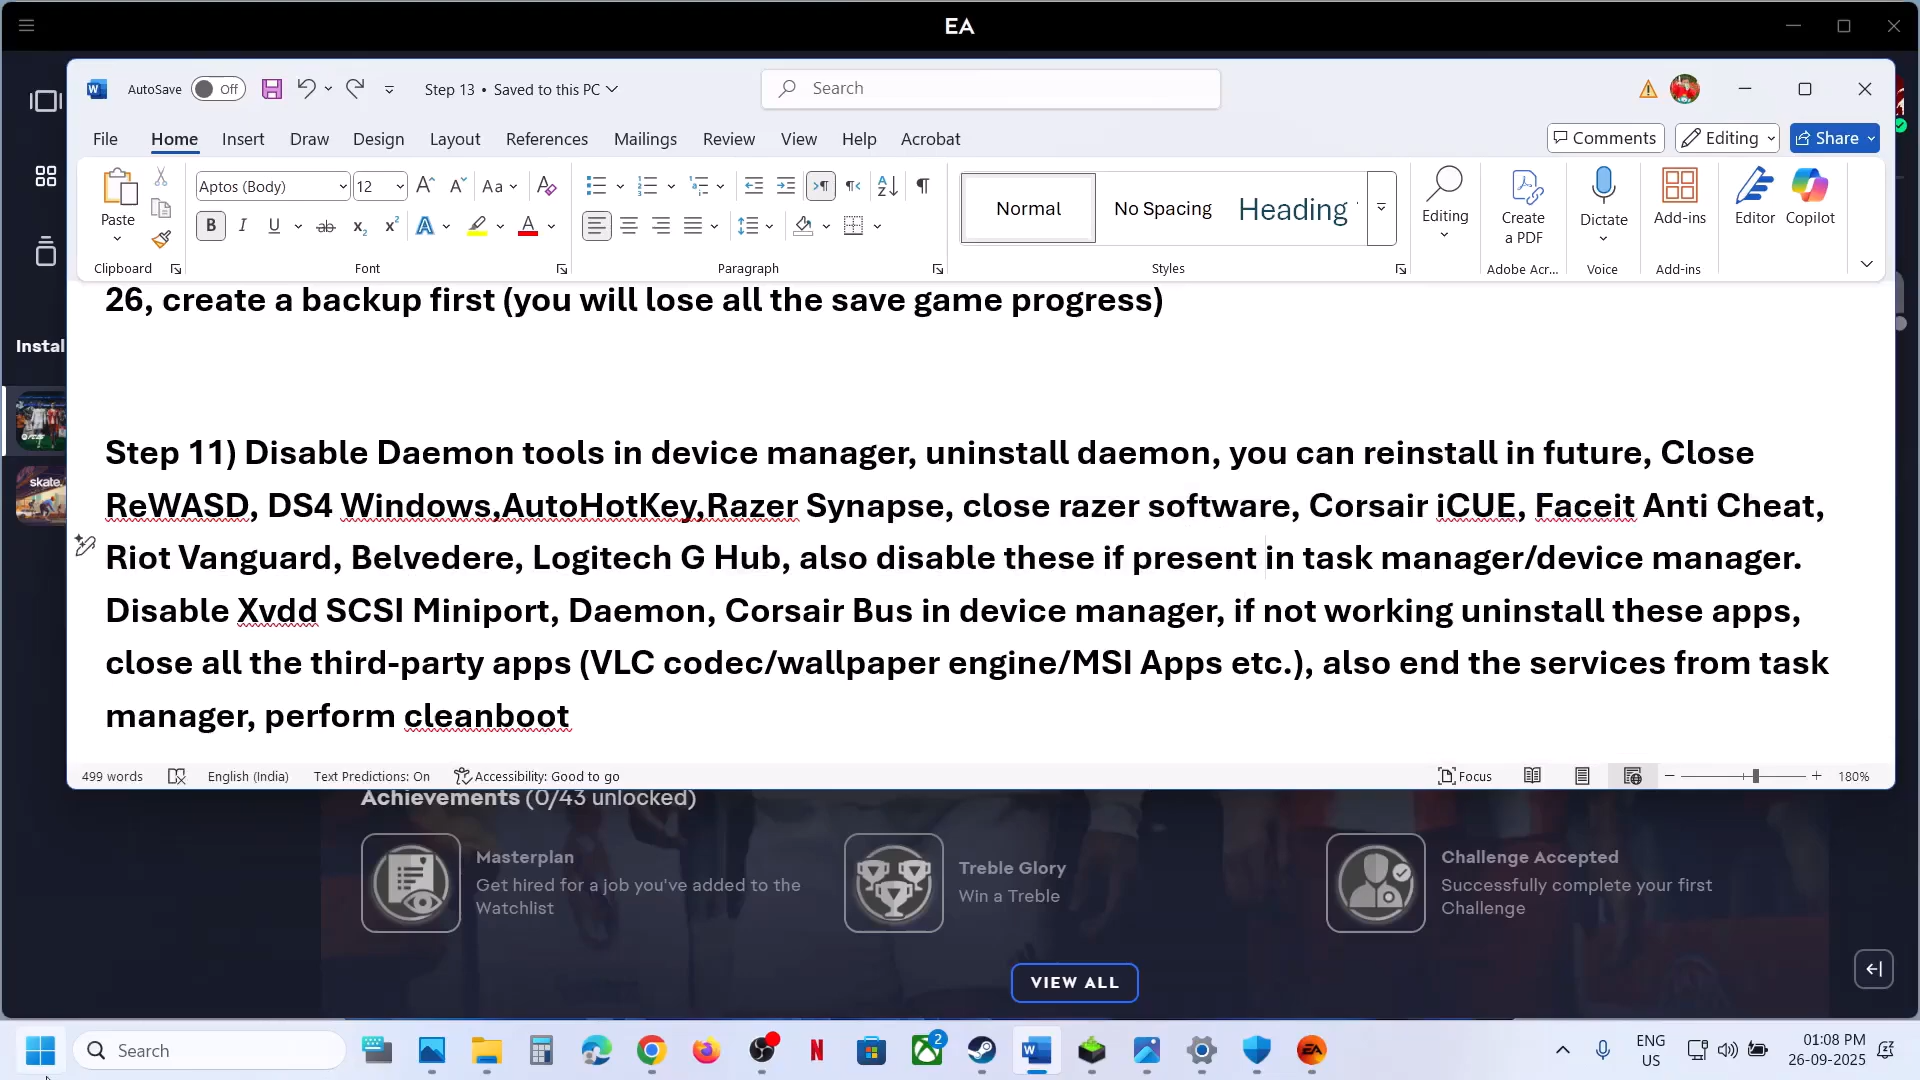 EA
AutoSave Off Step 13 • Saved to this PC Search
File Home Insert Draw Design Layout References Mailings Review View Help Acrobat Comments Editing Share
Paste Aptos (Body) 12 Aa Normal No Spacing Heading Editing Create a PDF Dictate Add-ins Editor Copilot
Clipboard Font Paragraph Styles Adobe Acr... Voice Add-ins
Instal
26, create a backup first (you will lose all the save game progress)
Step 11) Disable Daemon tools in device manager, uninstall daemon, you can reinstall in future, Close
ReWASD, DS4 Windows,AutoHotKey,Razer Synapse, close razer software, Corsair iCUE, Faceit Anti Cheat,
Riot Vanguard, Belvedere, Logitech G Hub, also disable these if present in task manager/device manager.
Disable Xvdd SCSI Miniport, Daemon, Corsair Bus in device manager, if not working uninstall these apps,
close all the third-party apps (VLC codec/wallpaper engine/MSI Apps etc.), also end the services from task
manager, perform cleanboot
skate.
499 words English (India) Text Predictions: On Accessibility: Good to go Focus 180%
Achievements (0/43 unlocked)
Masterplan
Get hired for a job you've added to the
Watchlist
Treble Glory
Win a Treble
Challenge Accepted
Successfully complete your first
Challenge
VIEW ALL
Search 2 ENG
US
01:08 PM
26-09-2025